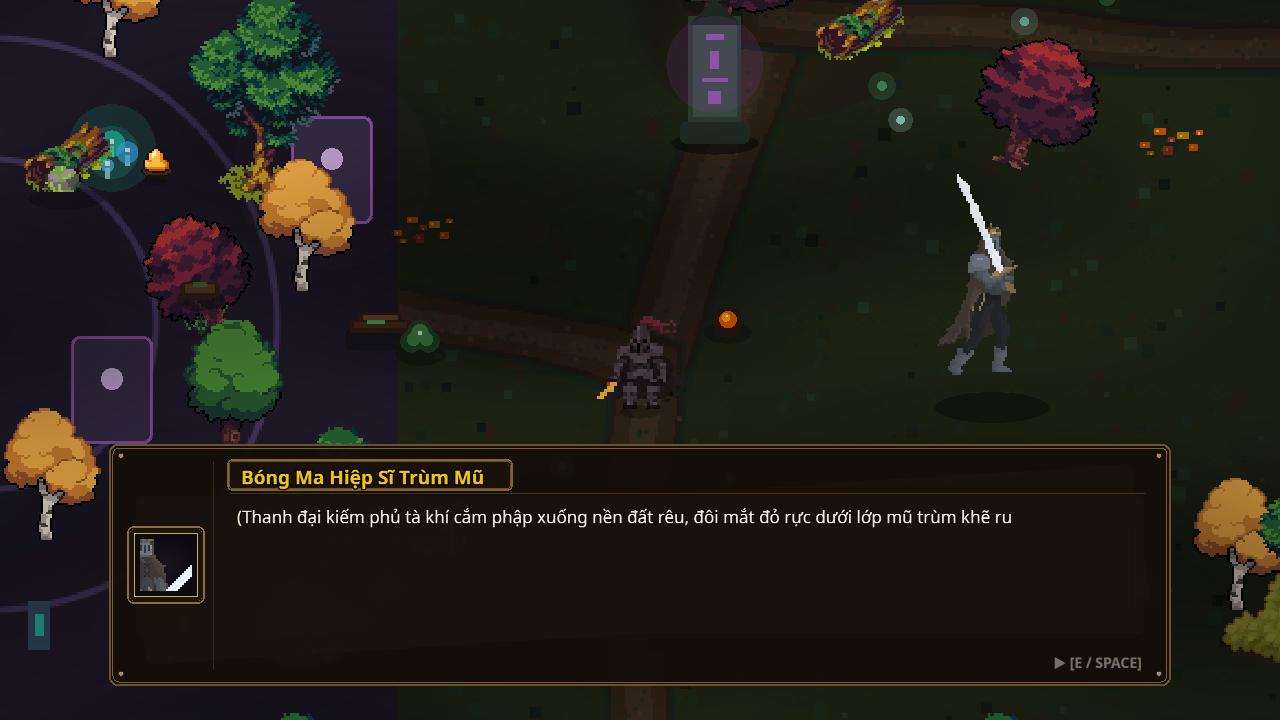 Bóng Ma Hiệp Sĩ Trùm Mũ
(Thanh đại kiếm phủ tà khí cắm phập xuống nền đất rêu, đôi mắt đỏ rực dưới lớp mũ trùm khẽ ru
▶ [E / SPACE]